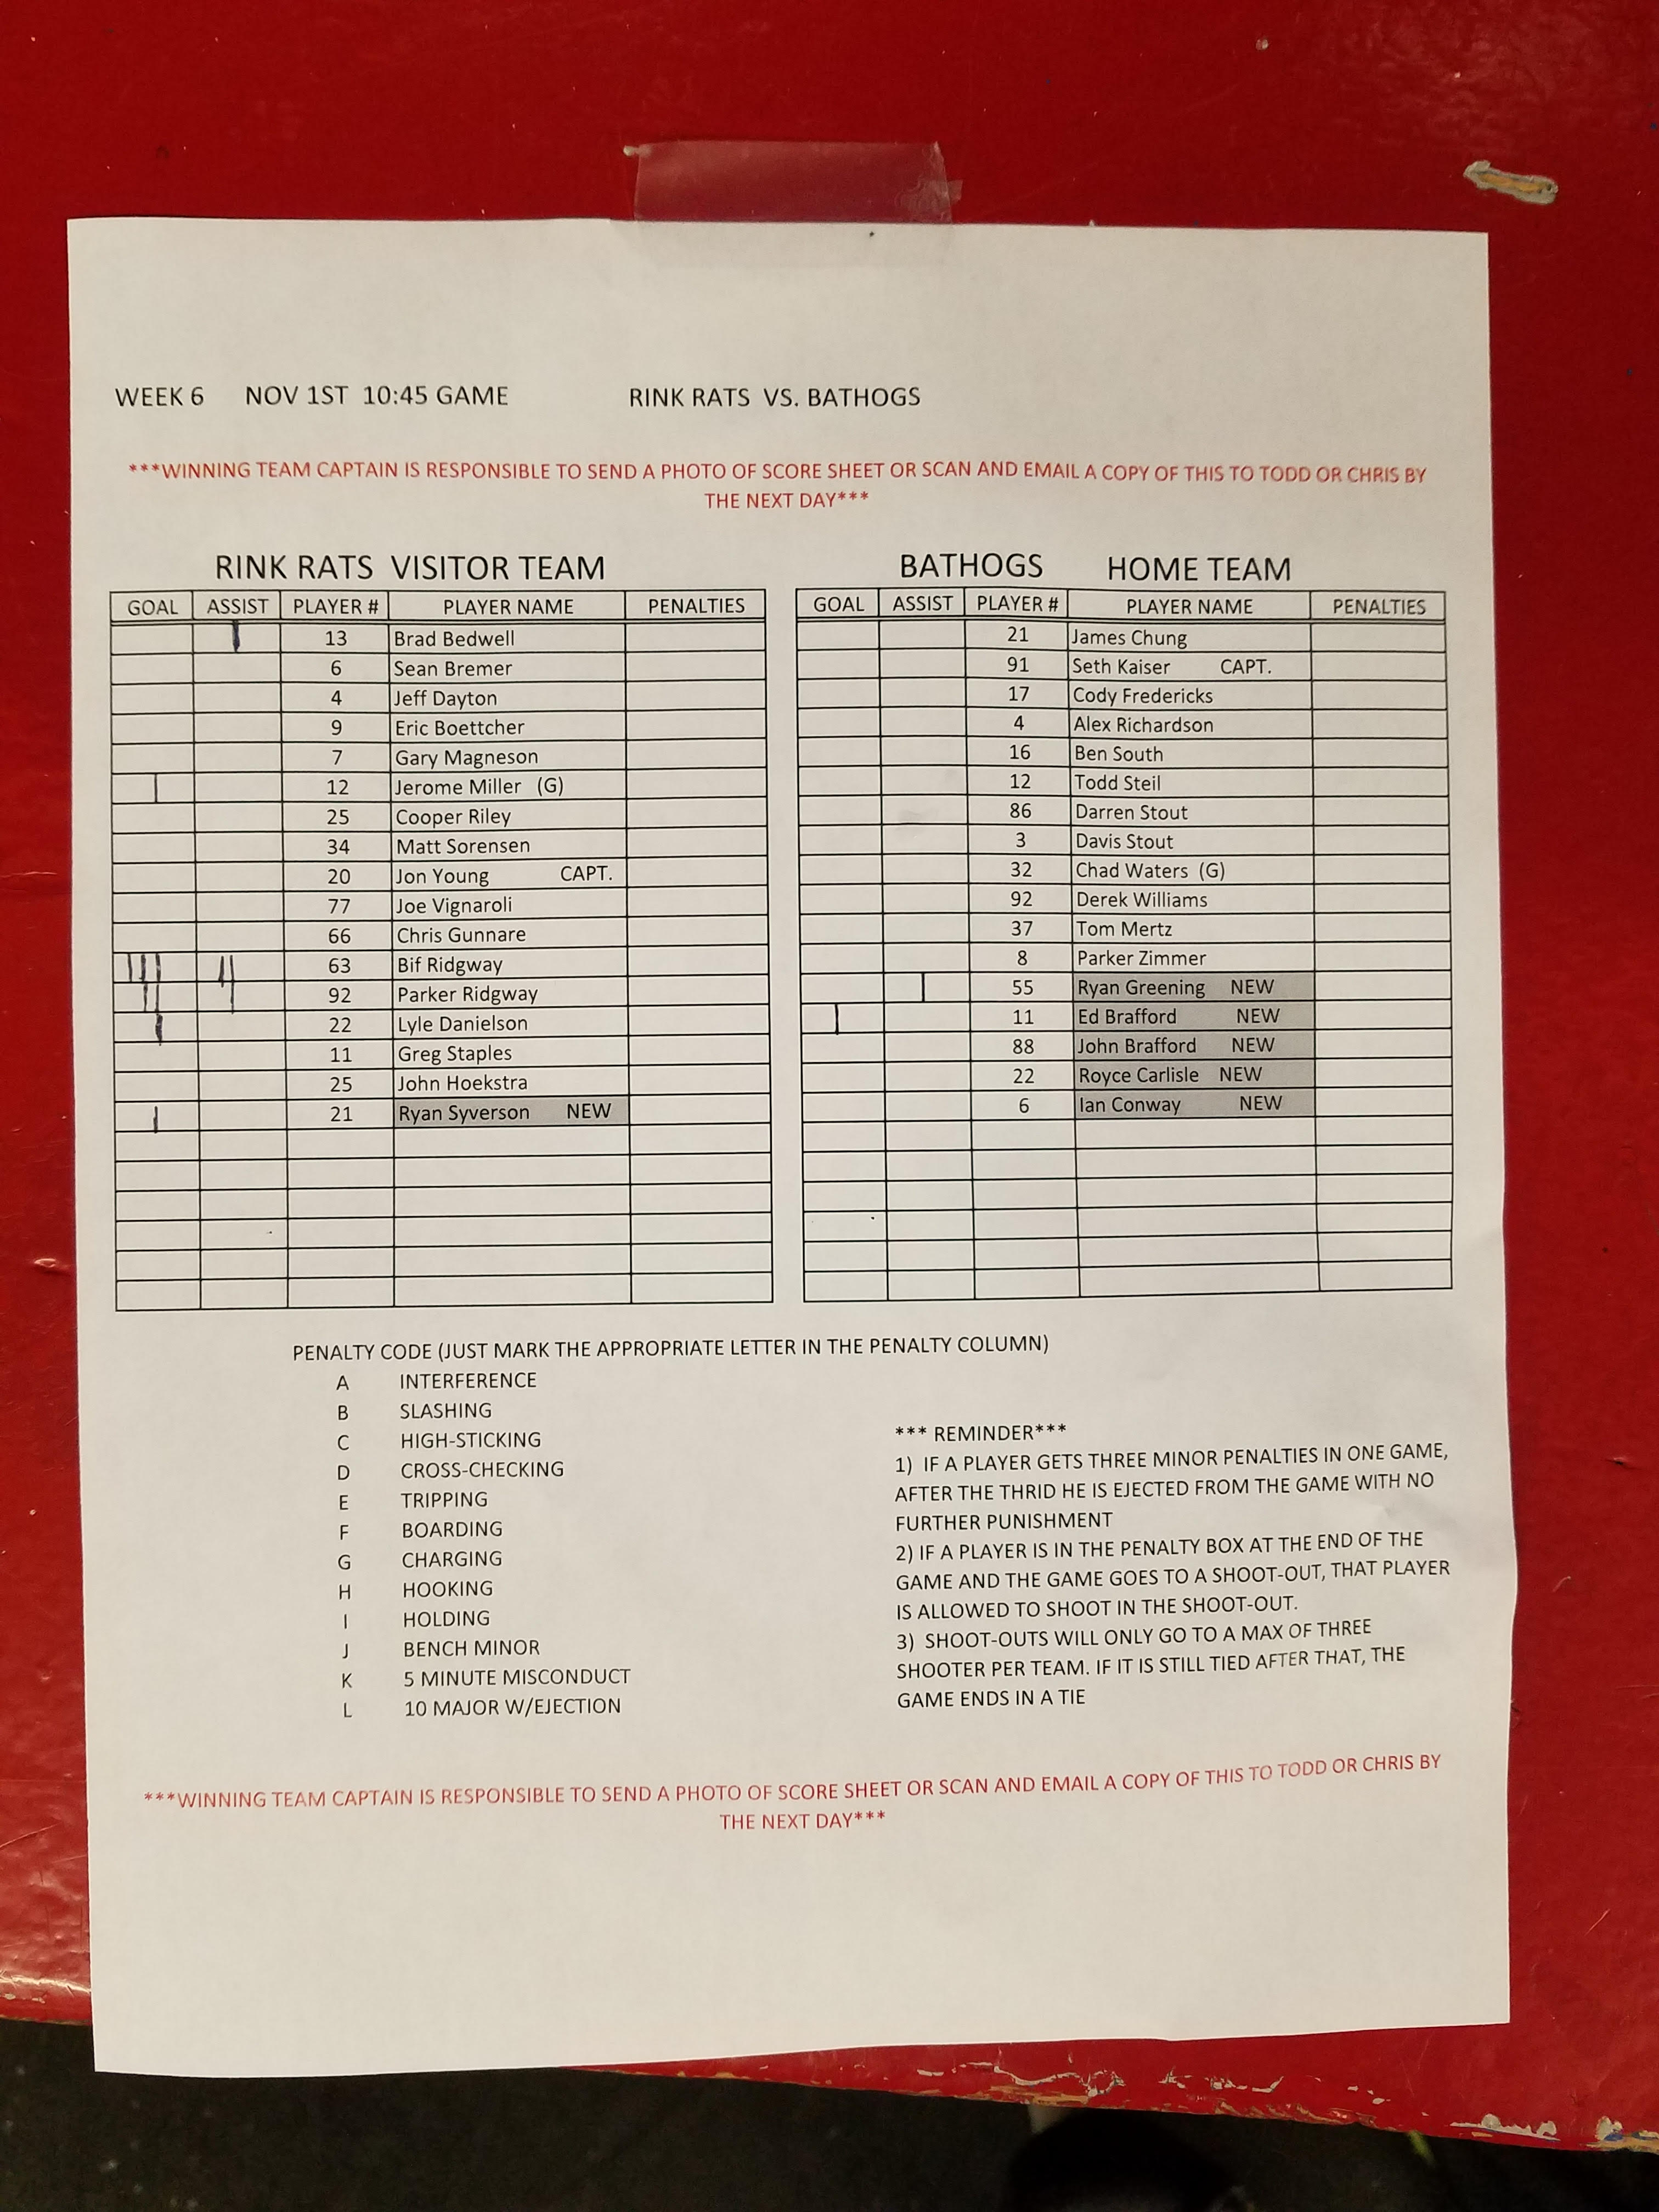 WEEK 6 NOV 1ST 10:45 GAME RINK RATS VS. BATHOGS
***WINNING TEAM CAPTAIN IS RESPONSIBLE TO SEND A PHOTO OF SCORE SHEET OR SCAN AND EMAIL A COPY OF THIS TO TODD OR CHRIS BY
THE NEXT DAY***
RINK RATS VISITOR TEAM
GOAL ASSIST PLAYER # PLAYER NAME PENALTIES
| 13 Brad Bedwell
6 Sean Bremer
4 Jeff Dayton
9 Eric Boettcher
7 Gary Magneson
| 12 Jerome Miller (G)
25 Cooper Riley
34 Matt Sorensen
20 Jon Young CAPT.
77 Joe Vignaroli
66 Chris Gunnare
||| || 63 Bif Ridgway
|| | 92 Parker Ridgway
| 22 Lyle Danielson
11 Greg Staples
25 John Hoekstra
| 21 Ryan Syverson NEW
BATHOGS HOME TEAM
GOAL ASSIST PLAYER # PLAYER NAME PENALTIES
21 James Chung
91 Seth Kaiser CAPT.
17 Cody Fredericks
4 Alex Richardson
16 Ben South
12 Todd Steil
86 Darren Stout
3 Davis Stout
32 Chad Waters (G)
92 Derek Williams
37 Tom Mertz
8 Parker Zimmer
| 55 Ryan Greening NEW
| 11 Ed Brafford NEW
88 John Brafford NEW
22 Royce Carlisle NEW
6 Ian Conway NEW
PENALTY CODE (JUST MARK THE APPROPRIATE LETTER IN THE PENALTY COLUMN)
A INTERFERENCE
B SLASHING
C HIGH-STICKING
D CROSS-CHECKING
E TRIPPING
F BOARDING
G CHARGING
H HOOKING
I HOLDING
J BENCH MINOR
K 5 MINUTE MISCONDUCT
L 10 MAJOR W/EJECTION
*** REMINDER***
1) IF A PLAYER GETS THREE MINOR PENALTIES IN ONE GAME,
AFTER THE THRID HE IS EJECTED FROM THE GAME WITH NO
FURTHER PUNISHMENT
2) IF A PLAYER IS IN THE PENALTY BOX AT THE END OF THE
GAME AND THE GAME GOES TO A SHOOT-OUT, THAT PLAYER
IS ALLOWED TO SHOOT IN THE SHOOT-OUT.
3) SHOOT-OUTS WILL ONLY GO TO A MAX OF THREE
SHOOTER PER TEAM. IF IT IS STILL TIED AFTER THAT, THE
GAME ENDS IN A TIE
***WINNING TEAM CAPTAIN IS RESPONSIBLE TO SEND A PHOTO OF SCORE SHEET OR SCAN AND EMAIL A COPY OF THIS TO TODD OR CHRIS BY
THE NEXT DAY***